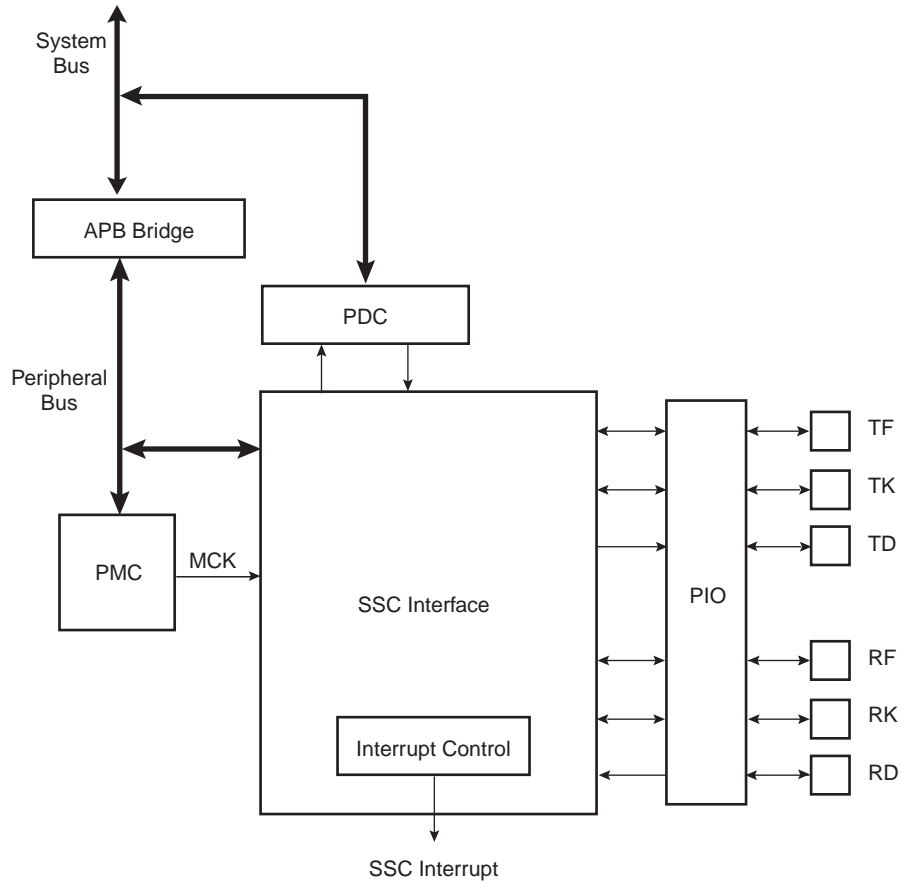 System
Bus
APB Bridge
PDC
Peripheral
Bus
TF
TK
PMC
MCK
TD
SSC Interface
PIO
RF
RK
Interrupt Control
RD
SSC Interrupt